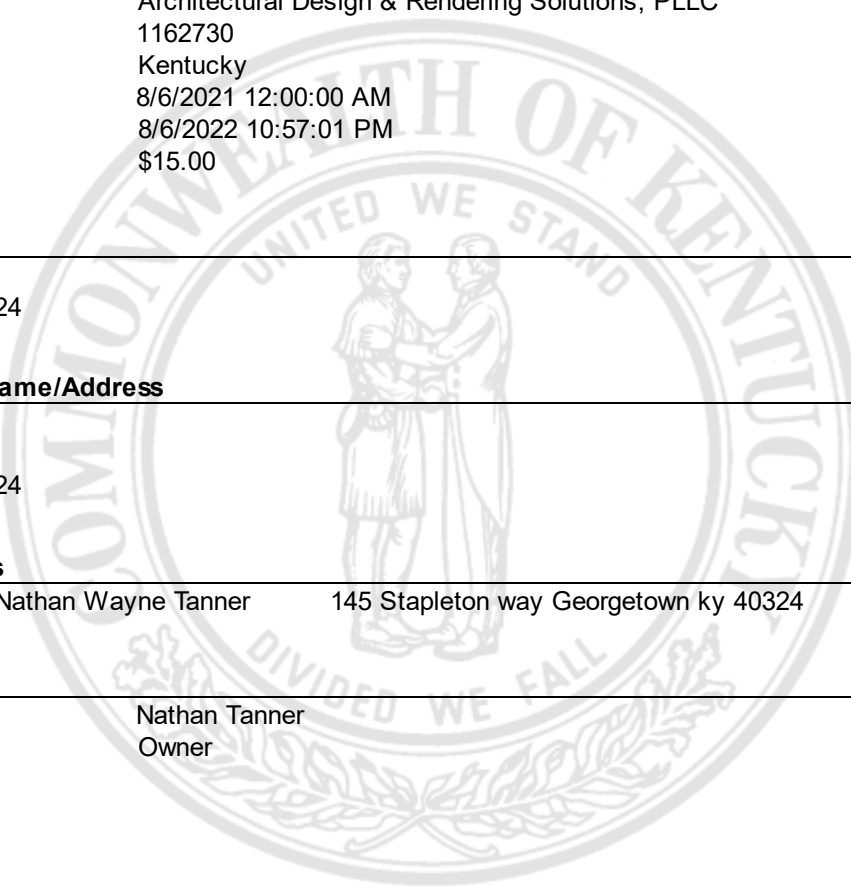 Architectural Design & Rendering Solutions, PLLC
1162730
Kentucky
8/6/2021 12:00:00 AM
8/6/2022 10:57:01 PM
$15.00
24
ame/Address
24
s
Nathan Wayne Tanner 145 Stapleton way Georgetown ky 40324
Nathan Tanner
Owner
COMMONWEALTH OF KENTUCKY
UNITED WE STAND
DIVIDED WE FALL